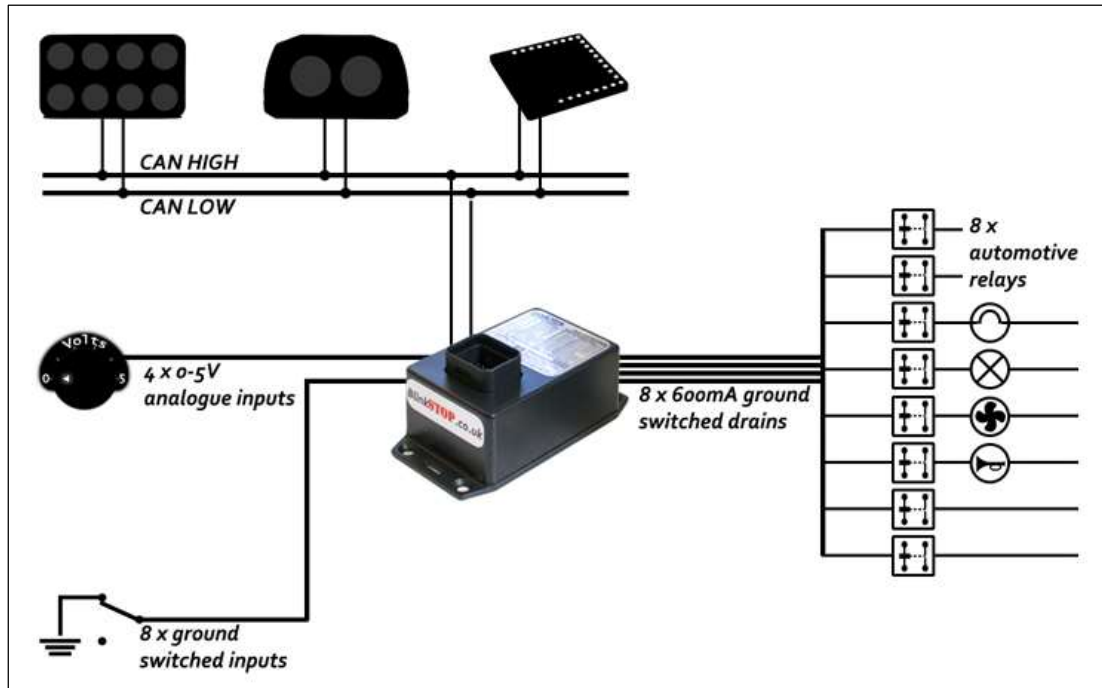 CAN HIGH
CAN LOW
8 x
automotive
relays
Volts
0
5
4 x 0-5V
analogue inputs
BlinkSTOP.co.uk
8 x 600mA ground
switched drains
8 x ground
switched inputs